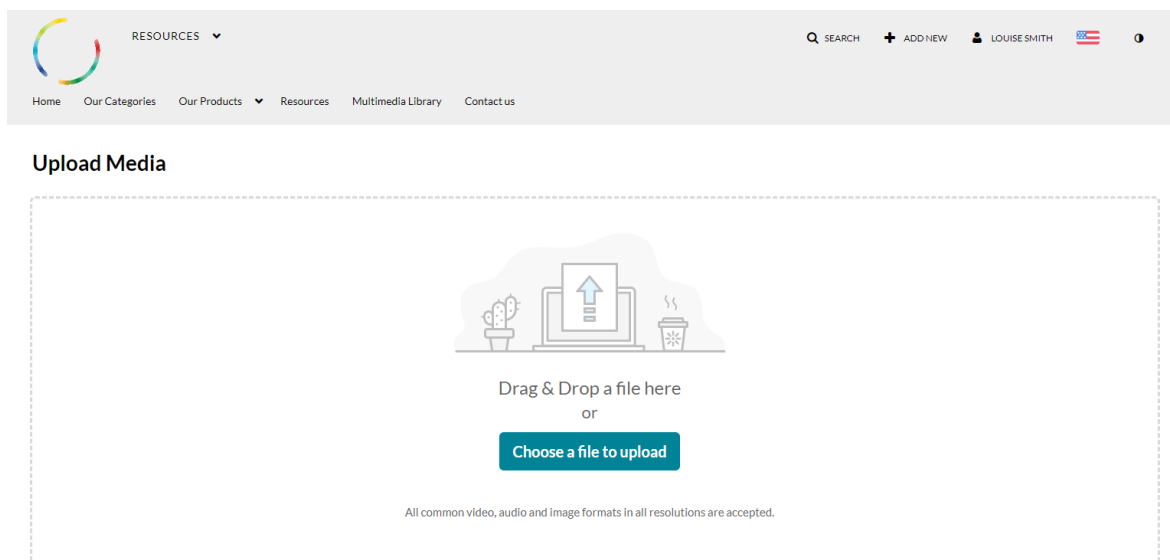 RESOURCES
SEARCH ADD NEW LOUISE SMITH
Home Our Categories Our Products Resources Multimedia Library Contact us
Upload Media
Drag & Drop a file here
or
Choose a file to upload
All common video, audio and image formats in all resolutions are accepted.